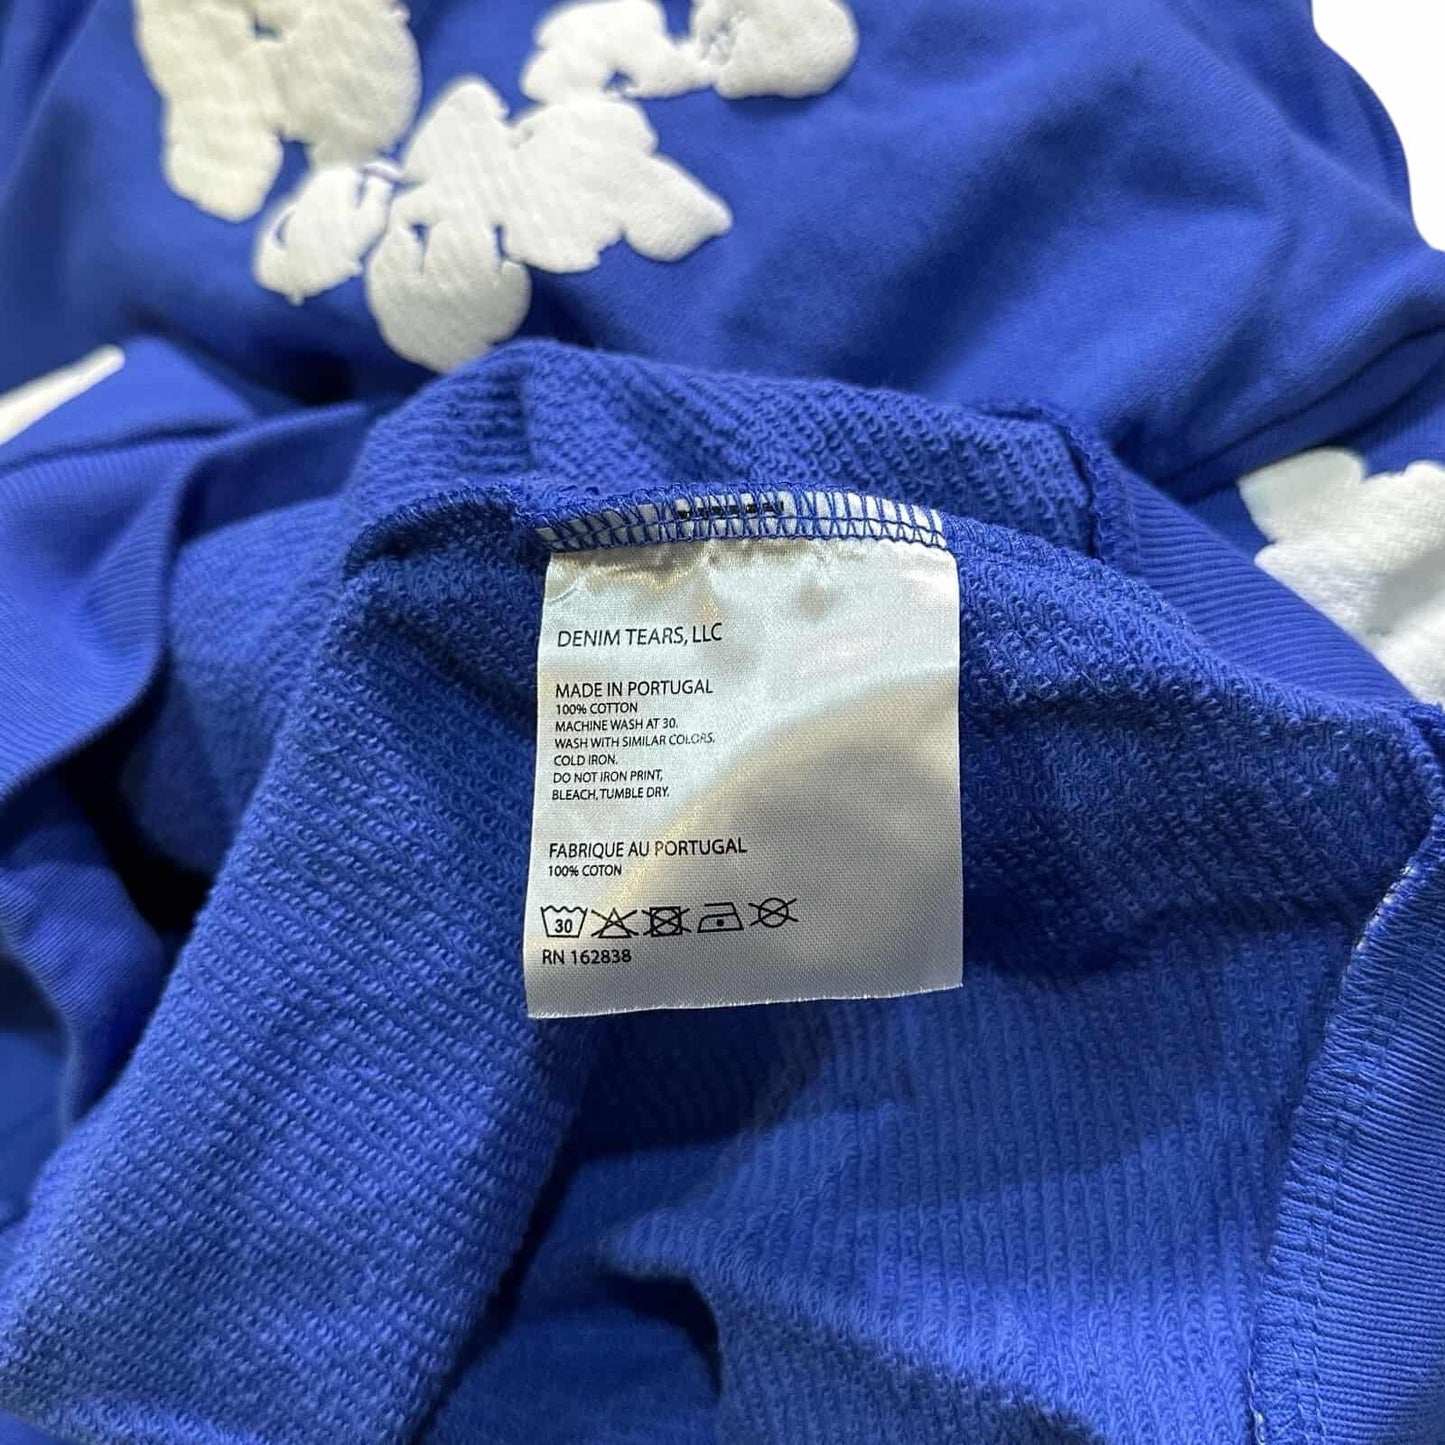 DENIM TEARS, LLC
MADE IN PORTUGAL
100% COTTON
MACHINE WASH AT 30.
WASH WITH SIMILAR COLORS.
COLD IRON.
DO NOT IRON PRINT,
BLEACH, TUMBLE DRY.
FABRIQUE AU PORTUGAL
100% COTON
30
RN 162838